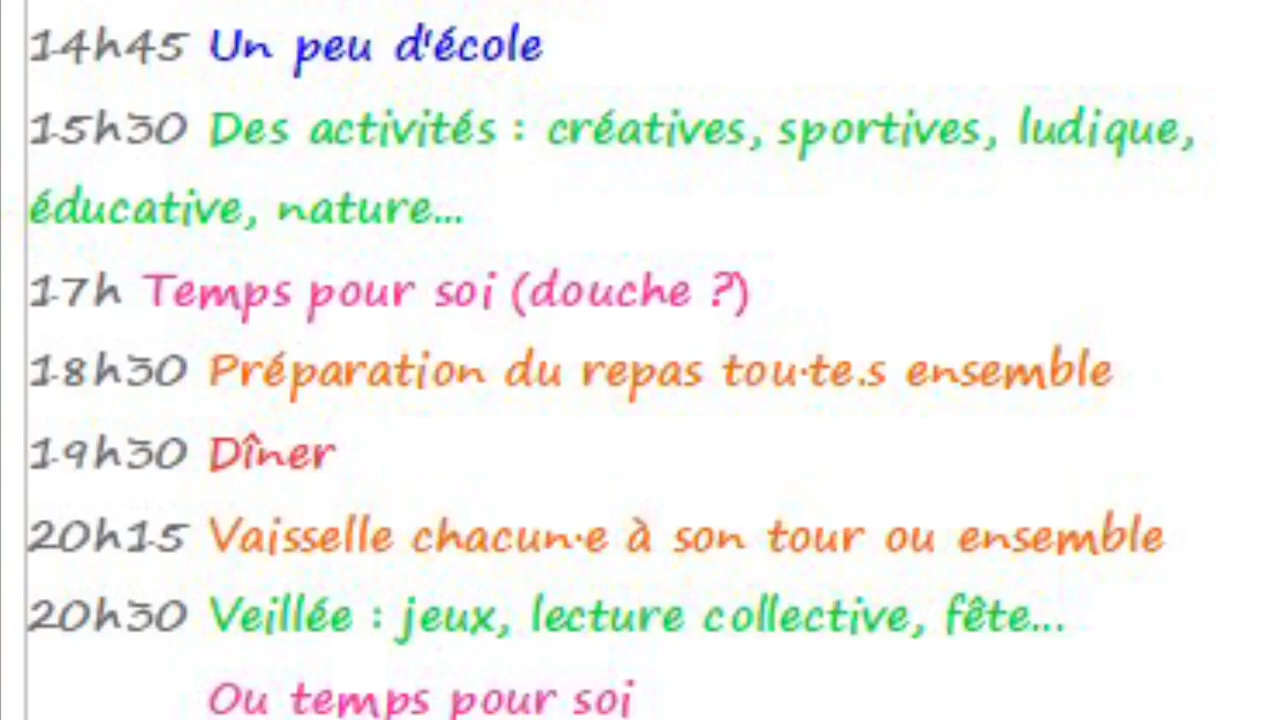 14h45 Un peu d'école
15h30 Des activités : créatives, sportives, ludique,
éducative, nature...
17h Temps pour soi (douche ?)
18h30 Préparation du repas tou·te.s ensemble
19h30 Dîner
20h15 Vaisselle chacun·e à son tour ou ensemble
20h30 Veillée : jeux, lecture collective, fête...
Ou temps pour soi